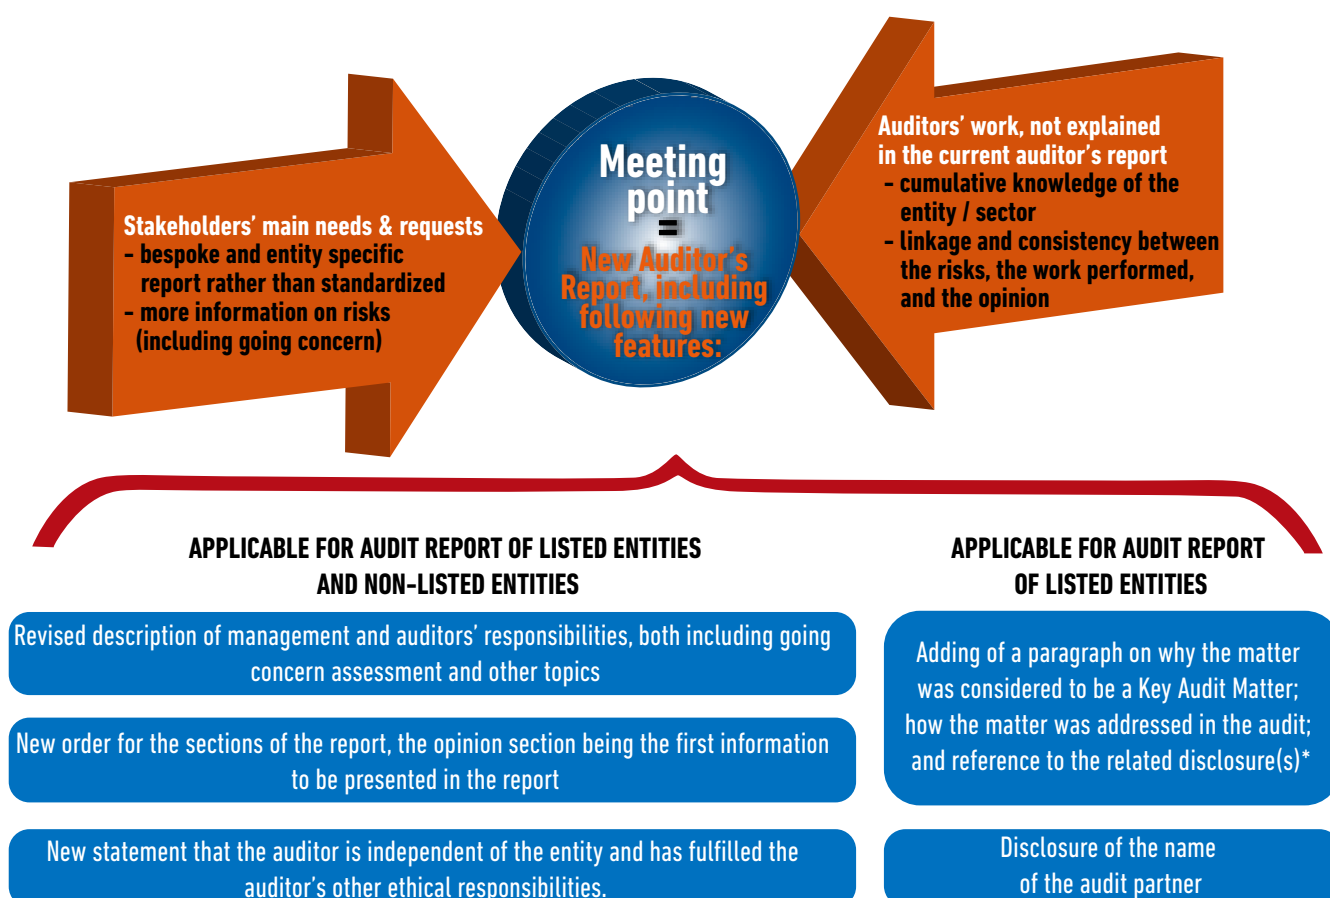 Stakeholders' main needs & requests
- bespoke and entity specific
report rather than standardized
- more information on risks
(including going concern)
Meeting
point
=
New Auditor's
Report, including
following new
features:
Auditors' work, not explained
in the current auditor's report
- cumulative knowledge of the
entity / sector
- linkage and consistency between
the risks, the work performed,
and the opinion
APPLICABLE FOR AUDIT REPORT OF LISTED ENTITIES
AND NON-LISTED ENTITIES
Revised description of management and auditors' responsibilities, both including going
concern assessment and other topics
New order for the sections of the report, the opinion section being the first information
to be presented in the report
New statement that the auditor is independent of the entity and has fulfilled the
auditor's other ethical responsibilities.
APPLICABLE FOR AUDIT REPORT
OF LISTED ENTITIES
Adding of a paragraph on why the matter
was considered to be a Key Audit Matter;
how the matter was addressed in the audit;
and reference to the related disclosure(s)*
Disclosure of the name
of the audit partner